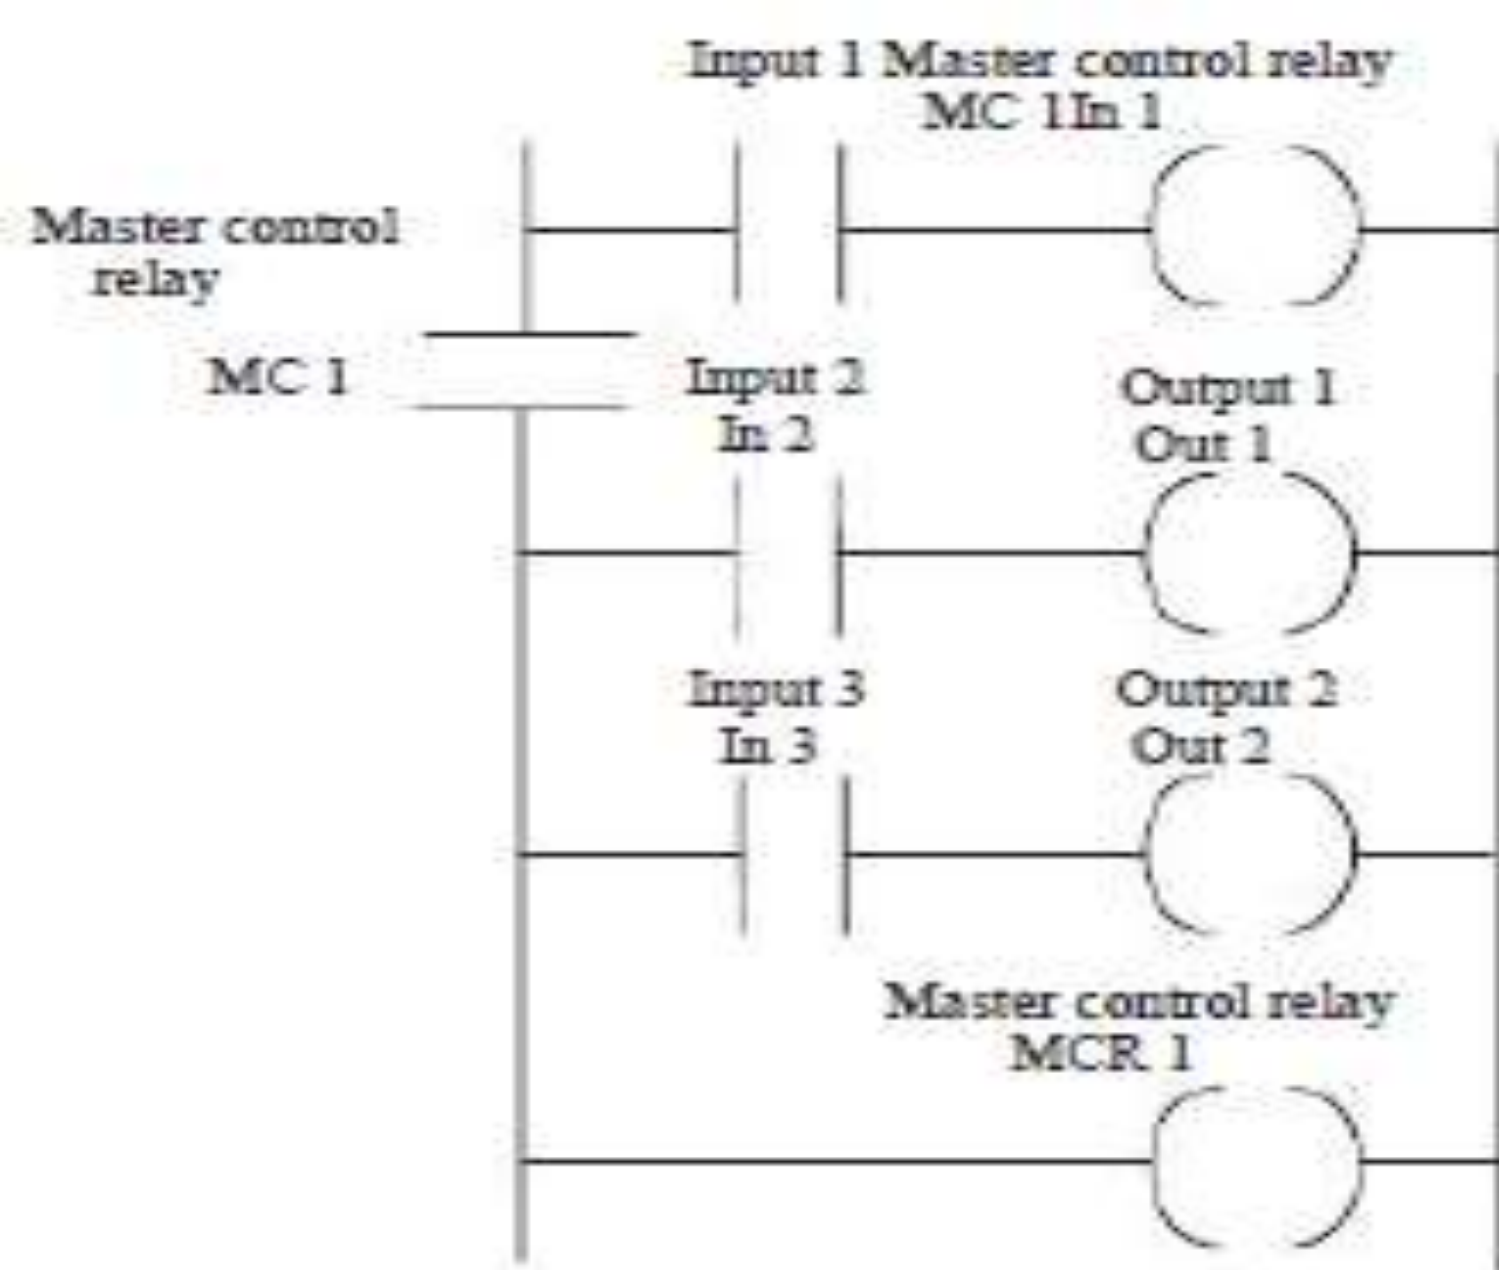 Input 1 Master control relay
MC 1In 1
Master control
relay
MC 1
Input 2
In 2
Output 1
Out 1
Input 3
In 3
Output 2
Out 2
Master control relay
MCR 1